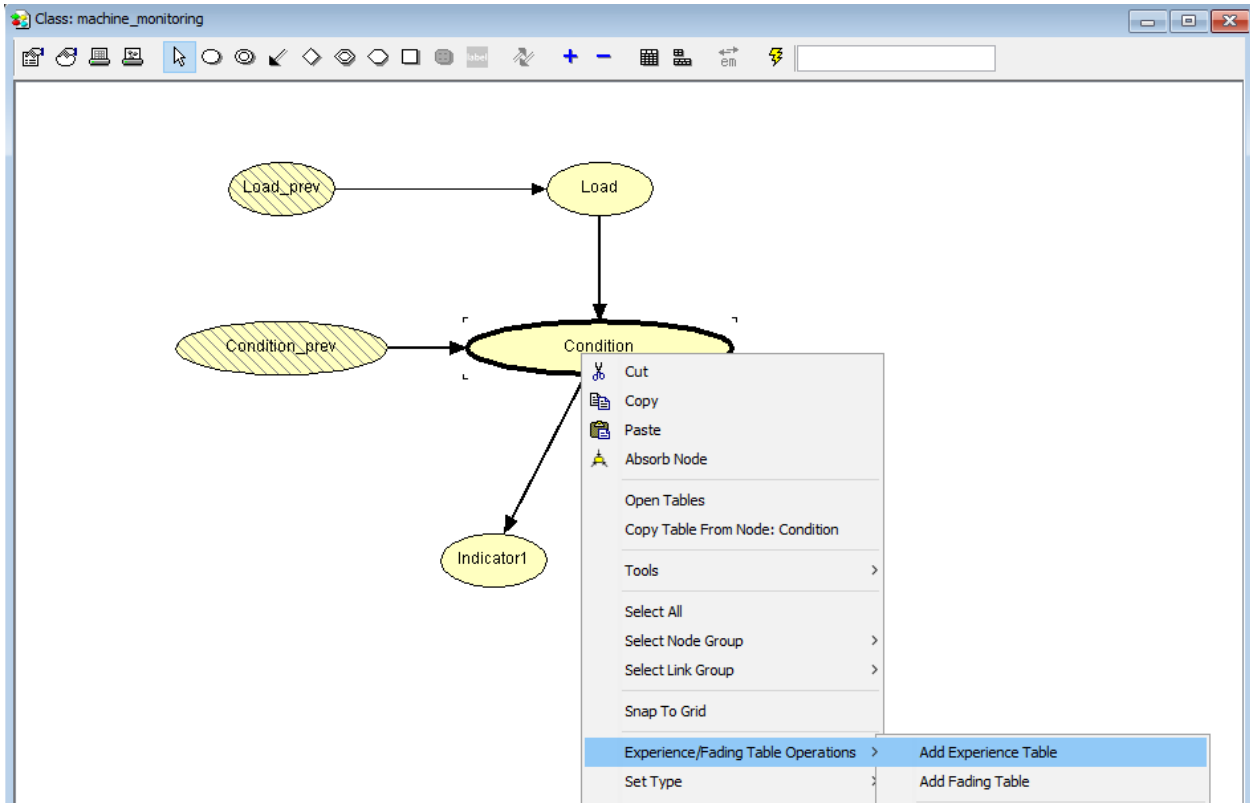 Class: machine_monitoring
label
em
Load_prev
Load
Condition_prev
Condition
Indicator1
Cut
Copy
Paste
Absorb Node
Open Tables
Copy Table From Node: Condition
Tools
Select All
Select Node Group
Select Link Group
Snap To Grid
Experience/Fading Table Operations
Add Experience Table
Set Type
Add Fading Table